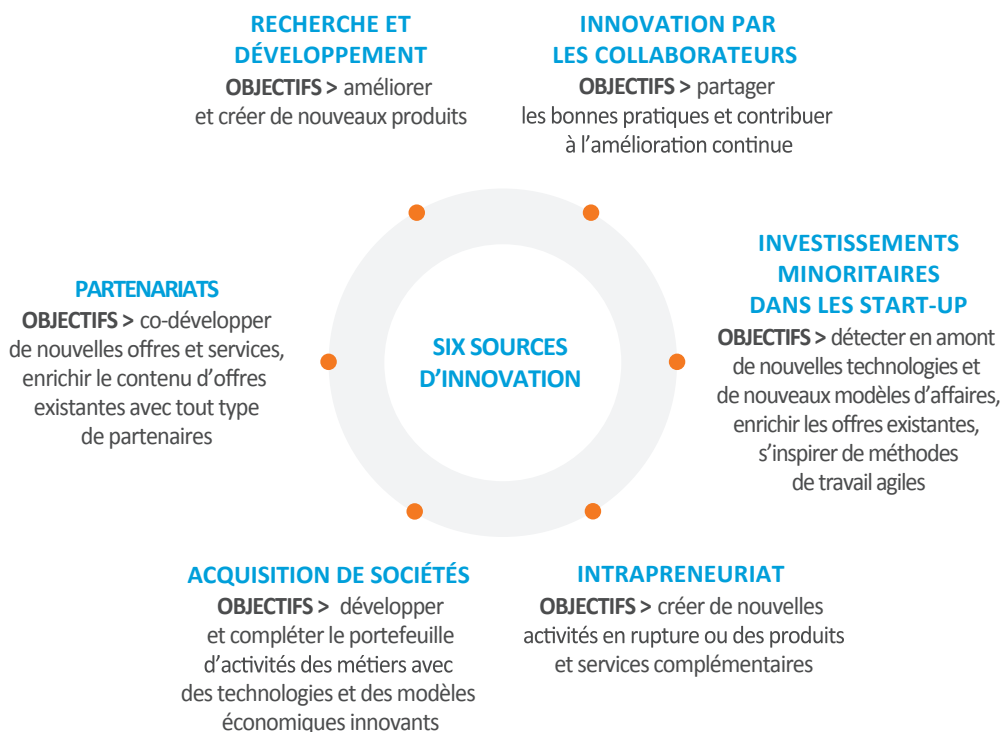 RECHERCHE ET
DÉVELOPPEMENT
OBJECTIFS > améliorer
et créer de nouveaux produits
INNOVATION PAR
LES COLLABORATEURS
OBJECTIFS > partager
les bonnes pratiques et contribuer
à l’amélioration continue
INVESTISSEMENTS
MINORITAIRES
DANS LES START-UP
OBJECTIFS > détecter en amont
de nouvelles technologies et
de nouveaux modèles d’affaires,
enrichir les offres existantes,
s’inspirer de méthodes
de travail agiles
PARTENARIATS
OBJECTIFS > co-développer
de nouvelles offres et services,
enrichir le contenu d’offres
existantes avec tout type
de partenaires
SIX SOURCES
D’INNOVATION
ACQUISITION DE SOCIÉTÉS
OBJECTIFS > développer
et compléter le portefeuille
d’activités des métiers avec
des technologies et des modèles
économiques innovants
INTRAPRENEURIAT
OBJECTIFS > créer de nouvelles
activités en rupture ou des produits
et services complémentaires